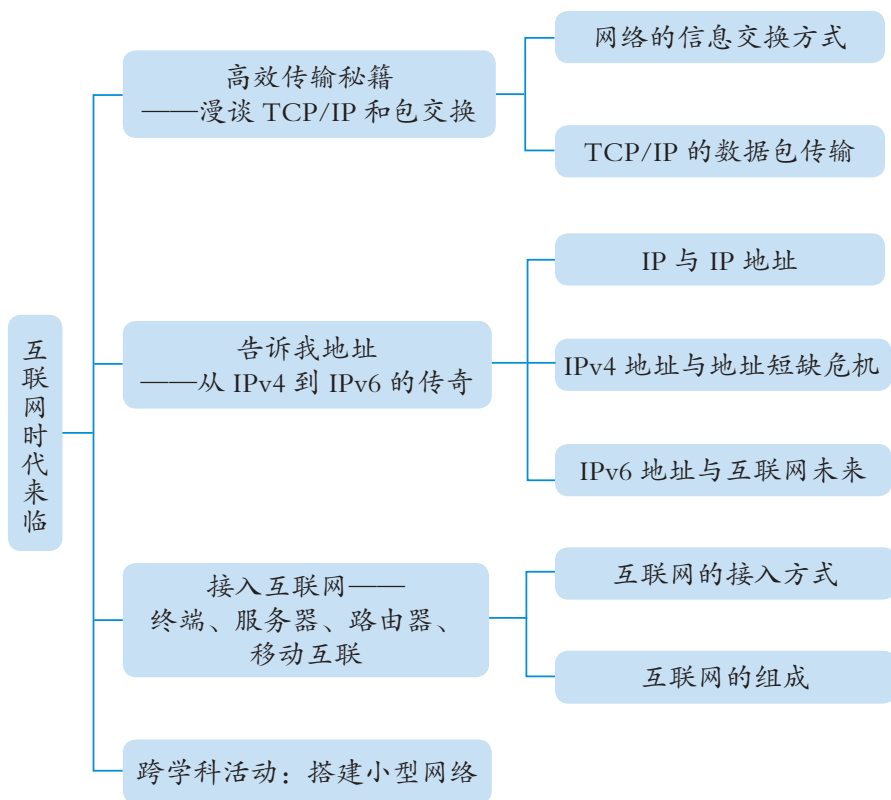 互联网时代来临
高效传输秘籍
——漫谈 TCP/IP 和包交换
网络的信息交换方式
TCP/IP 的数据包传输
告诉我地址
——从 IPv4 到 IPv6 的传奇
IP 与 IP 地址
IPv4 地址与地址短缺危机
IPv6 地址与互联网未来
接入互联网——
终端、服务器、路由器、
移动互联
互联网的接入方式
互联网的组成
跨学科活动：搭建小型网络